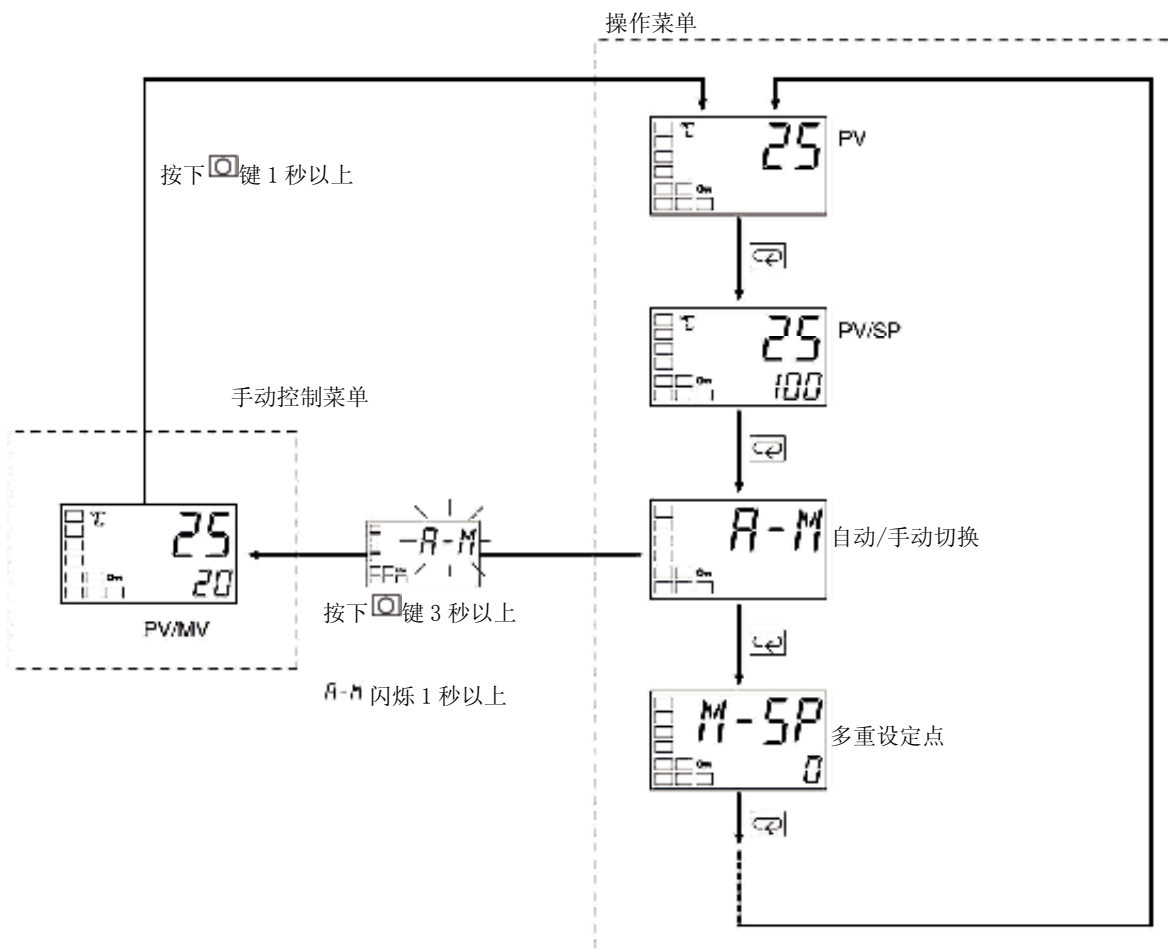 操作菜单
℃ 25 PV
按下键 1 秒以上
℃ 25 PV/SP
100
手动控制菜单
℃ 25
20
PV/MV
A-M
按下键 3 秒以上
A-M 闪烁 1 秒以上
A-M 自动/手动切换
M-SP 多重设定点
0